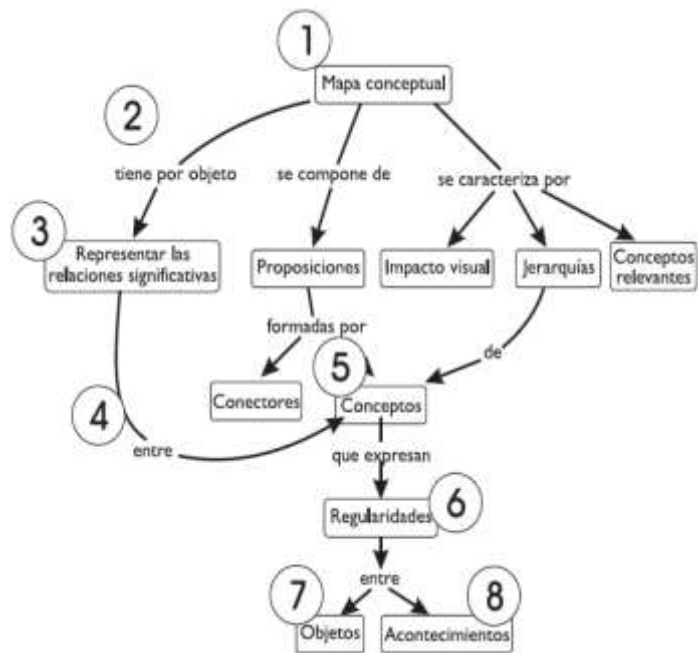 1
Mapa conceptual
2
tiene por objeto
se compone de
se caracteriza por
3
Representar las
relaciones significativas
Proposiciones
Impacto visual
Jerarquías
Conceptos
relevantes
formadas por
5
de
4
Conectores
Conceptos
entre
que expresan
Regularidades
6
entre
7
8
Objetos
Acontecimientos